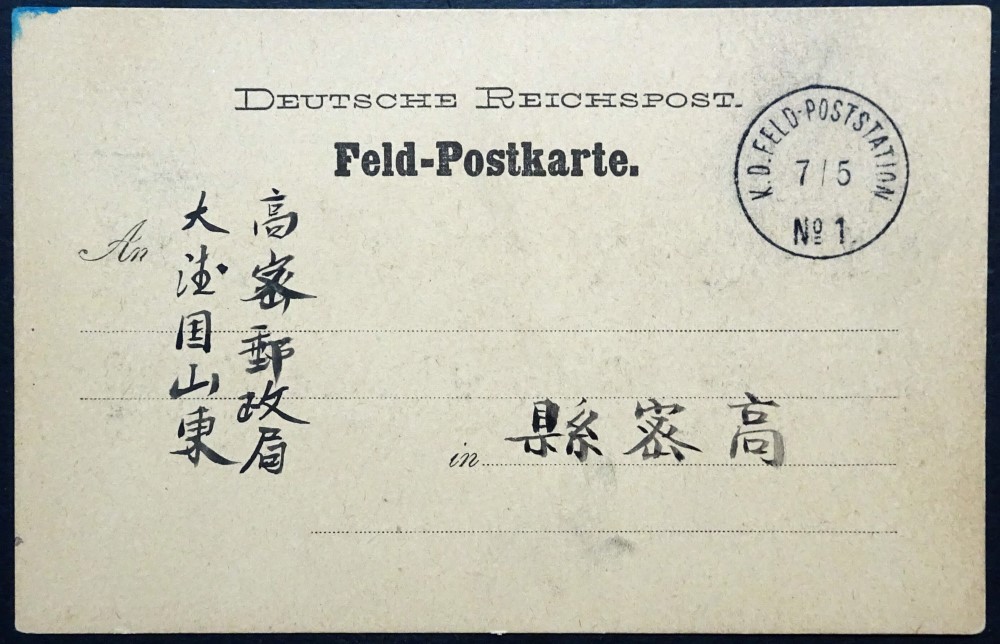 DEUTSCHE REICHSPOST.
Feld-Postkarte.
K.D. FELD-POSTSTATION
7/5
Nº 1.
An
大德国山東
高密郵政局
in
高密縣